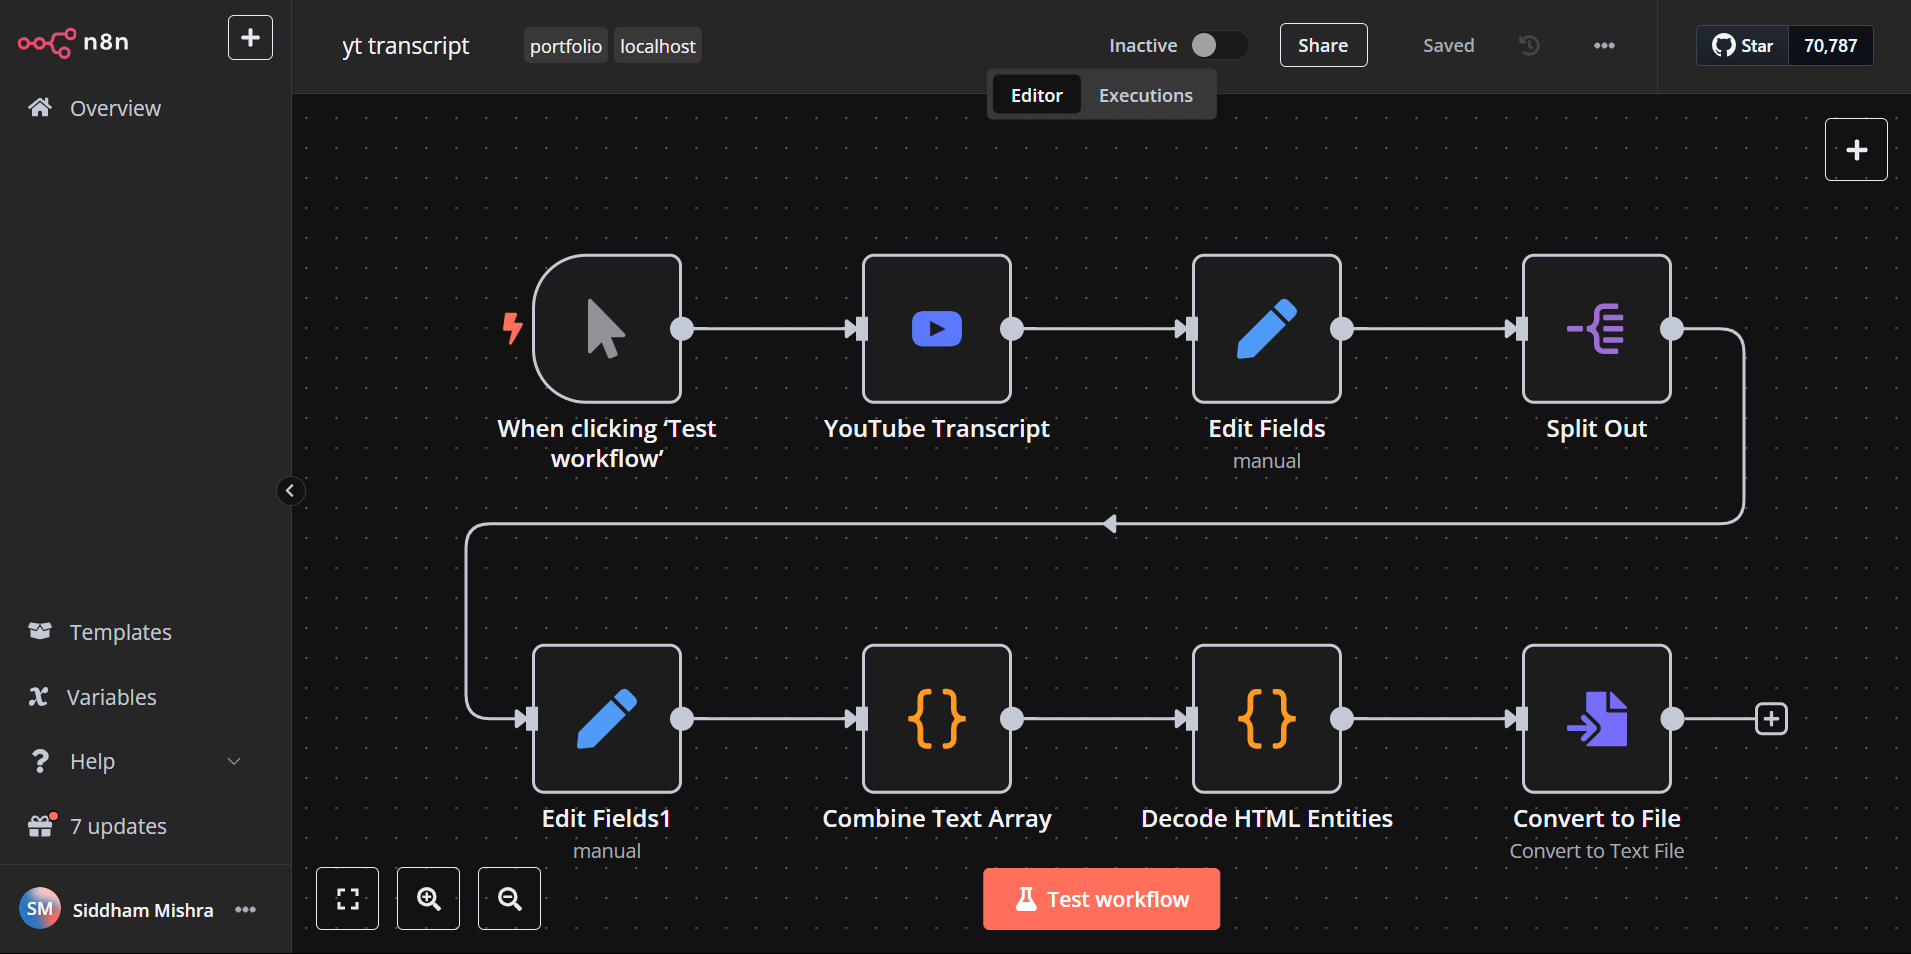 n8n
yt transcript
portfolio
localhost
Inactive
Share
Saved
Star
70,787
Editor
Executions
Overview
When clicking ‘Test
workflow’
YouTube Transcript
Edit Fields
manual
Split Out
Edit Fields1
manual
Combine Text Array
Decode HTML Entities
Convert to File
Convert to Text File
Templates
Variables
Help
7 updates
SM
Siddham Mishra
Test workflow